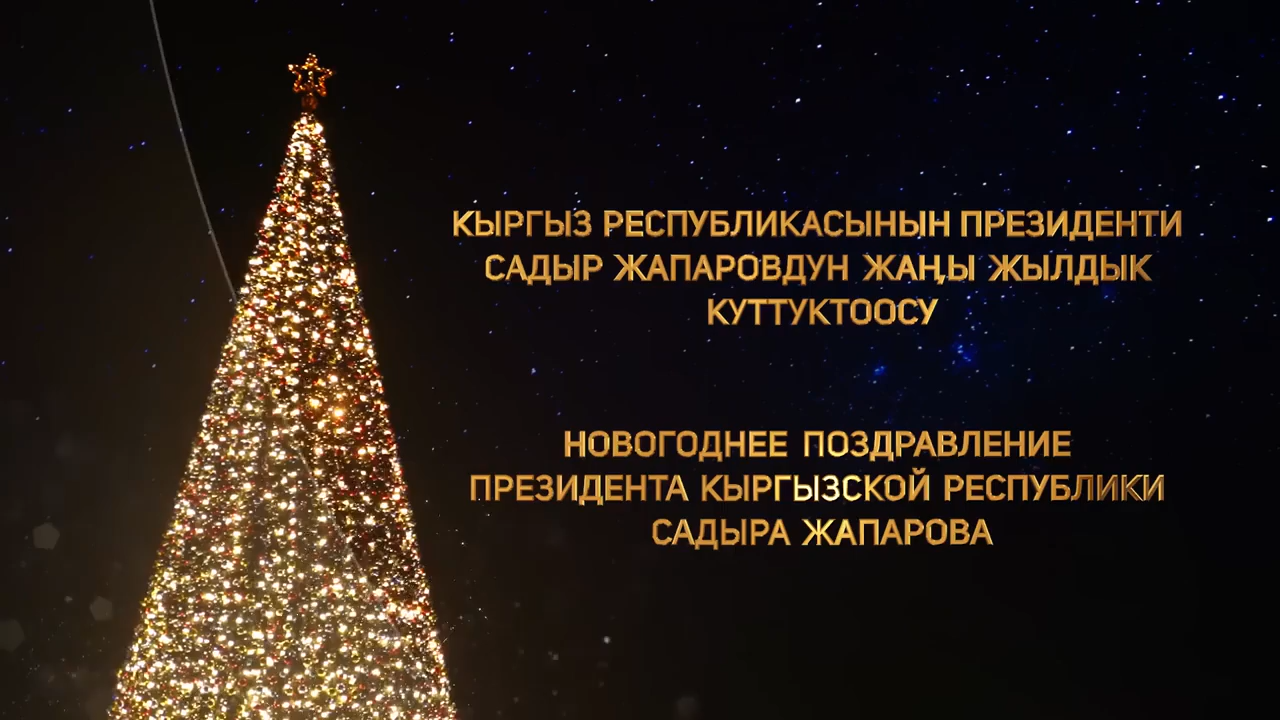 КЫРГЫЗ РЕСПУБЛИКАСЫНЫН ПРЕЗИДЕНТИ
САДЫР ЖАПАРОВДУН ЖАҢЫ ЖЫЛДЫК
КУТТУКТООСУ
НОВОГОДНЕЕ ПОЗДРАВЛЕНИЕ
ПРЕЗИДЕНТА КЫРГЫЗСКОЙ РЕСПУБЛИКИ
САДЫРА ЖАПАРОВА